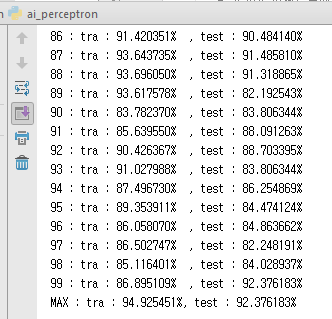 ai_perceptron
86 : tra : 91.420351% , test : 90.484140%
87 : tra : 93.643735% , test : 91.485810%
88 : tra : 93.696050% , test : 91.318865%
89 : tra : 93.617578% , test : 82.192543%
90 : tra : 83.782370% , test : 83.806344%
91 : tra : 85.639550% , test : 88.091263%
92 : tra : 90.426367% , test : 88.703395%
93 : tra : 91.027988% , test : 83.806344%
94 : tra : 87.496730% , test : 86.254869%
95 : tra : 89.353911% , test : 84.474124%
96 : tra : 86.058070% , test : 84.863662%
97 : tra : 86.502747% , test : 82.248191%
98 : tra : 85.116401% , test : 84.028937%
99 : tra : 86.895109% , test : 92.376183%
MAX : tra : 94.925451%, test : 92.376183%